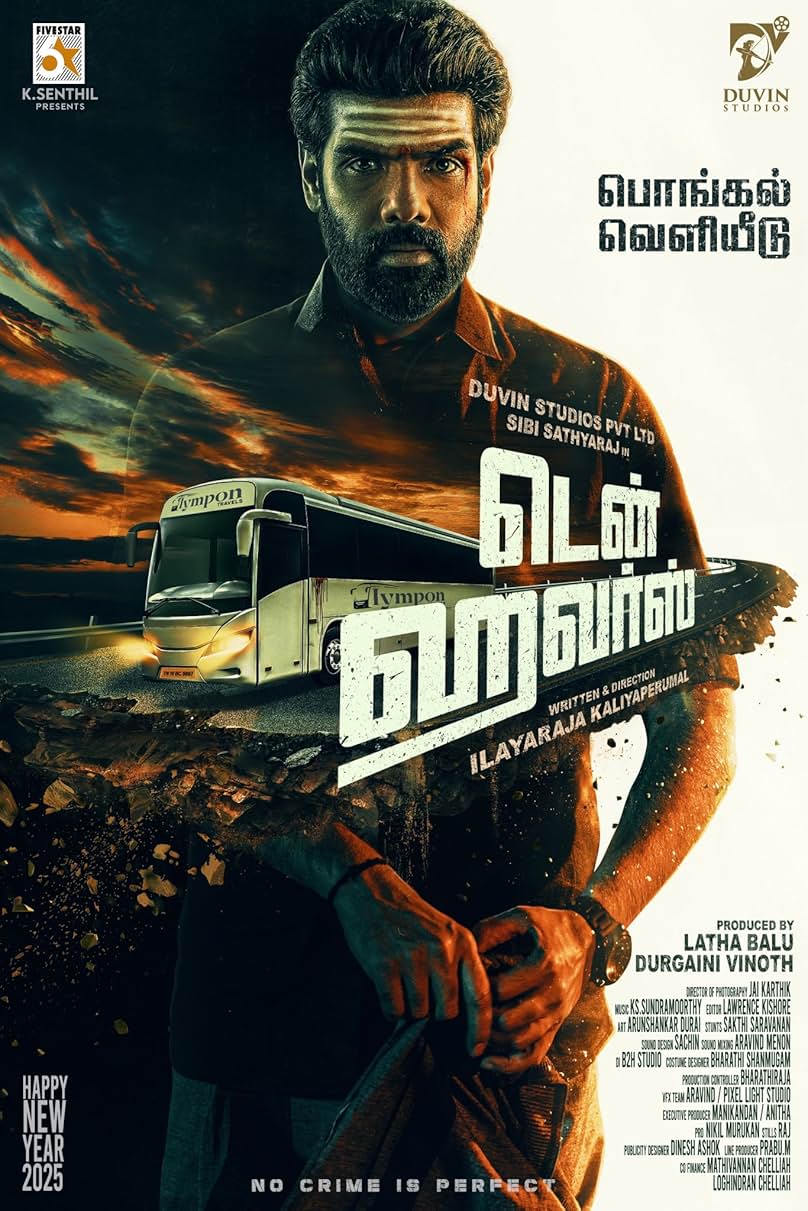 FIVESTAR
K.SENTHIL
PRESENTS
DUVIN
STUDIOS
பொங்கல்
வெளியீடு
DUVIN STUDIOS PVT LTD
SIBI SATHYARAJ IN
டென்
ஹவர்ஸ்
WRITTEN & DIRECTION
ILAYARAJA KALIYAPERUMAL
Tympon
TRAVELS
Tympon
PRODUCED BY
LATHA BALU
DURGAINI VINOTH
DIRECTOR OF PHOTOGRAPHY JAI KARTHIK
MUSIC KS.SUNDRAMOORTHY EDITOR LAWRENCE KISHORE
ART ARUNSHANKAR DURAI STUNTS SAKTHI SARAVANAN
SOUND DESIGN SACHIN SOUND MIXING ARAVIND MENON
DI B2H STUDIO COSTUME DESIGNER BHARATHI SHANMUGAM
PRODUCTION CONTROLLER BHARATHIRAJA
VFX TEAM ARAVIND / PIXEL LIGHT STUDIO
EXECUTIVE PRODUCER MANIKANDAN / ANITHA
PRO NIKIL MURUKAN STILLS RAJ
PUBLICITY DESIGNER DINESH ASHOK LINE PRODUCER PRABU.M
CO FINANCE MATHIVANNAN CHELLIAH
LOGHINDRAN CHELLIAH
HAPPY
NEW
YEAR
2025
NO CRIME IS PERFECT